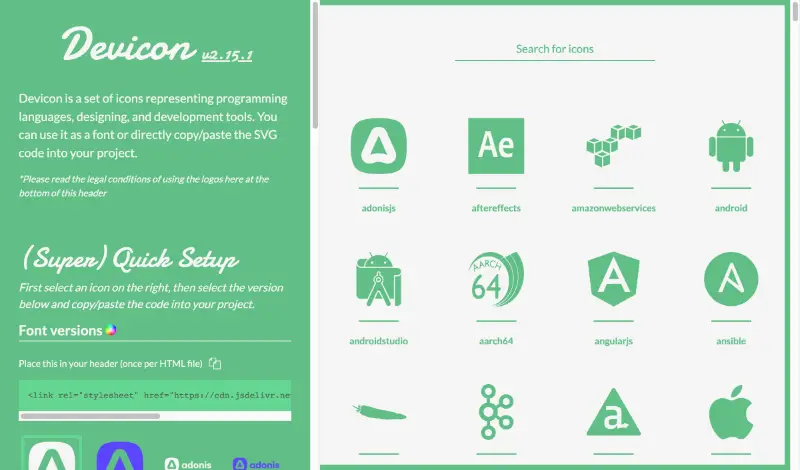 Devicon v2.15.1
Devicon is a set of icons representing programming
languages, designing, and development tools. You
can use it as a font or directly copy/paste the SVG
code into your project.
*Please read the legal conditions of using the logos here at the
bottom of this header
(Super) Quick Setup
First select an icon on the right, then select the version
below and copy/paste the code into your project.
Font versions
Place this in your header (once per HTML file)
<link rel="stylesheet" href="https://cdn.jsdelivr.ne
adonis adonis
Search for icons
Ae
adonisjs aftereffects amazonwebservices android
AARCH
64
A
androidstudio aarch64 angularjs ansible
a